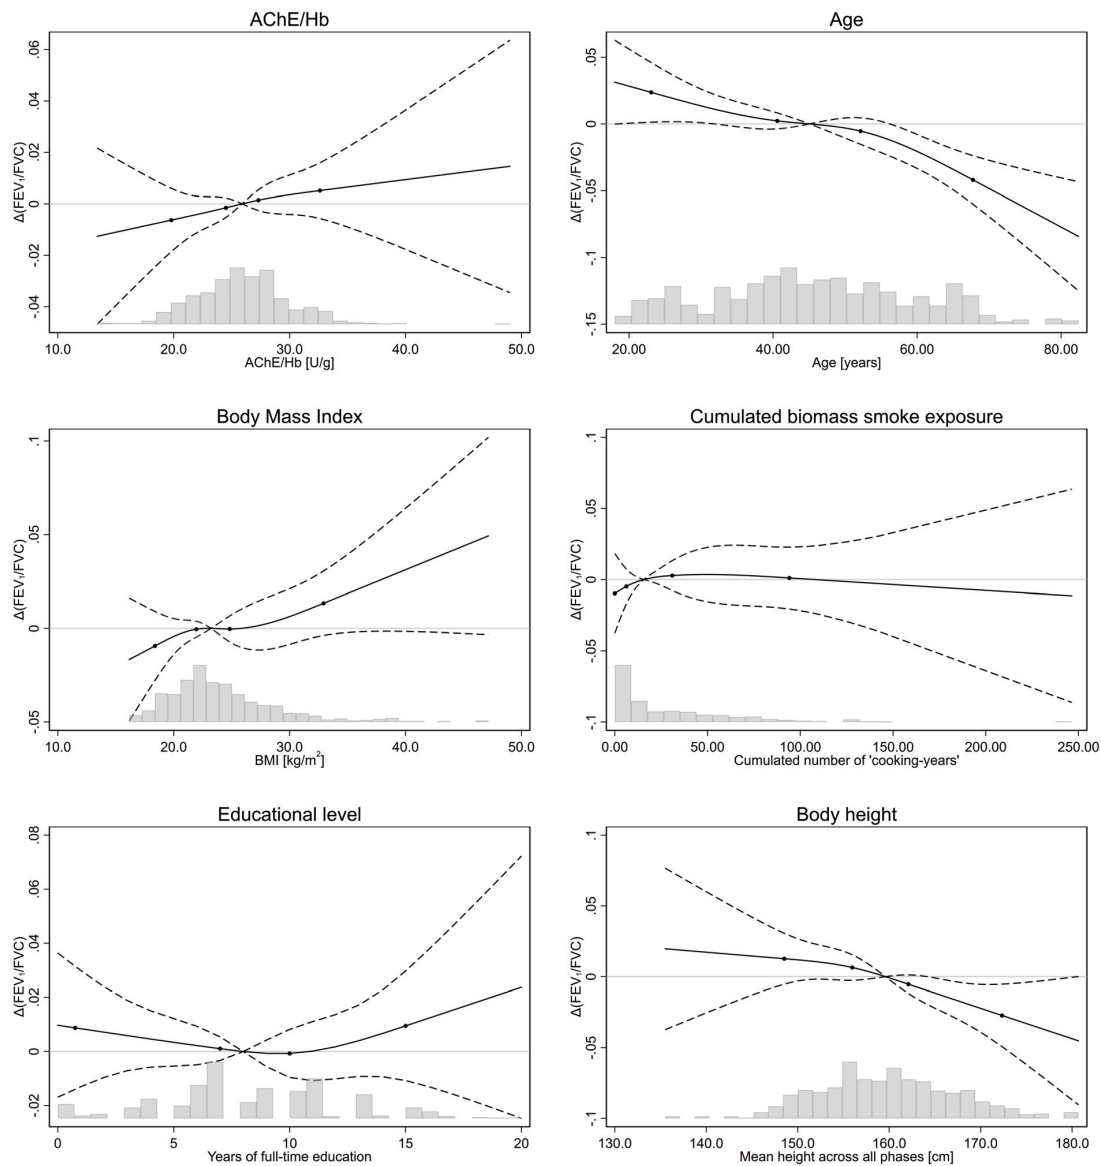 AChE/Hb
Δ(FEV₁/FVC)
.06
.04
.02
0
-.02
-.04
10.0 20.0 30.0 40.0 50.0
AChE/Hb [U/g]
Age
Δ(FEV₁/FVC)
.05
0
-.05
-.1
-.15
20.00 40.00 60.00 80.00
Age [years]
Body Mass Index
Δ(FEV₁/FVC)
.1
.05
0
-.05
10.0 20.0 30.0 40.0 50.0
BMI [kg/m²]
Cumulated biomass smoke exposure
Δ(FEV₁/FVC)
.1
.05
0
-.05
-.1
0.00 50.00 100.00 150.00 200.00 250.00
Cumulated number of 'cooking-years'
Educational level
Δ(FEV₁/FVC)
.08
.06
.04
.02
0
-.02
0 5 10 15 20
Years of full-time education
Body height
Δ(FEV₁/FVC)
.1
.05
0
-.05
-.1
130.0 140.0 150.0 160.0 170.0 180.0
Mean height across all phases [cm]